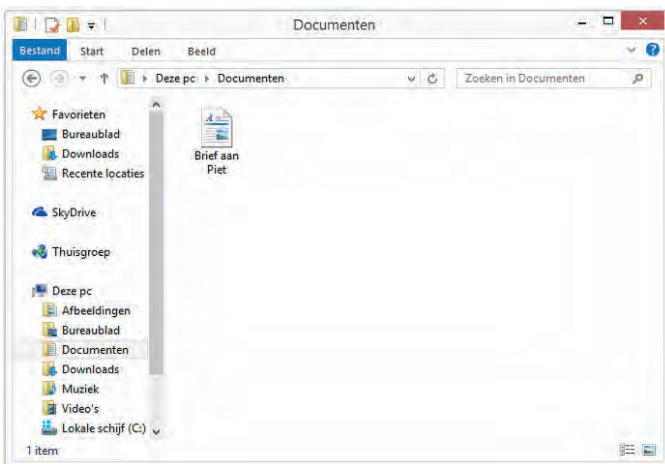 Documenten
Bestand Start Delen Beeld
Deze pc Documenten Zoeken in Documenten
Favorieten
Bureaublad
Downloads
Recente locaties
SkyDrive
Thuisgroep
Deze pc
Afbeeldingen
Bureaublad
Documenten
Downloads
Muziek
Video's
Lokale schijf (C:)
Brief aan
Piet
1 item